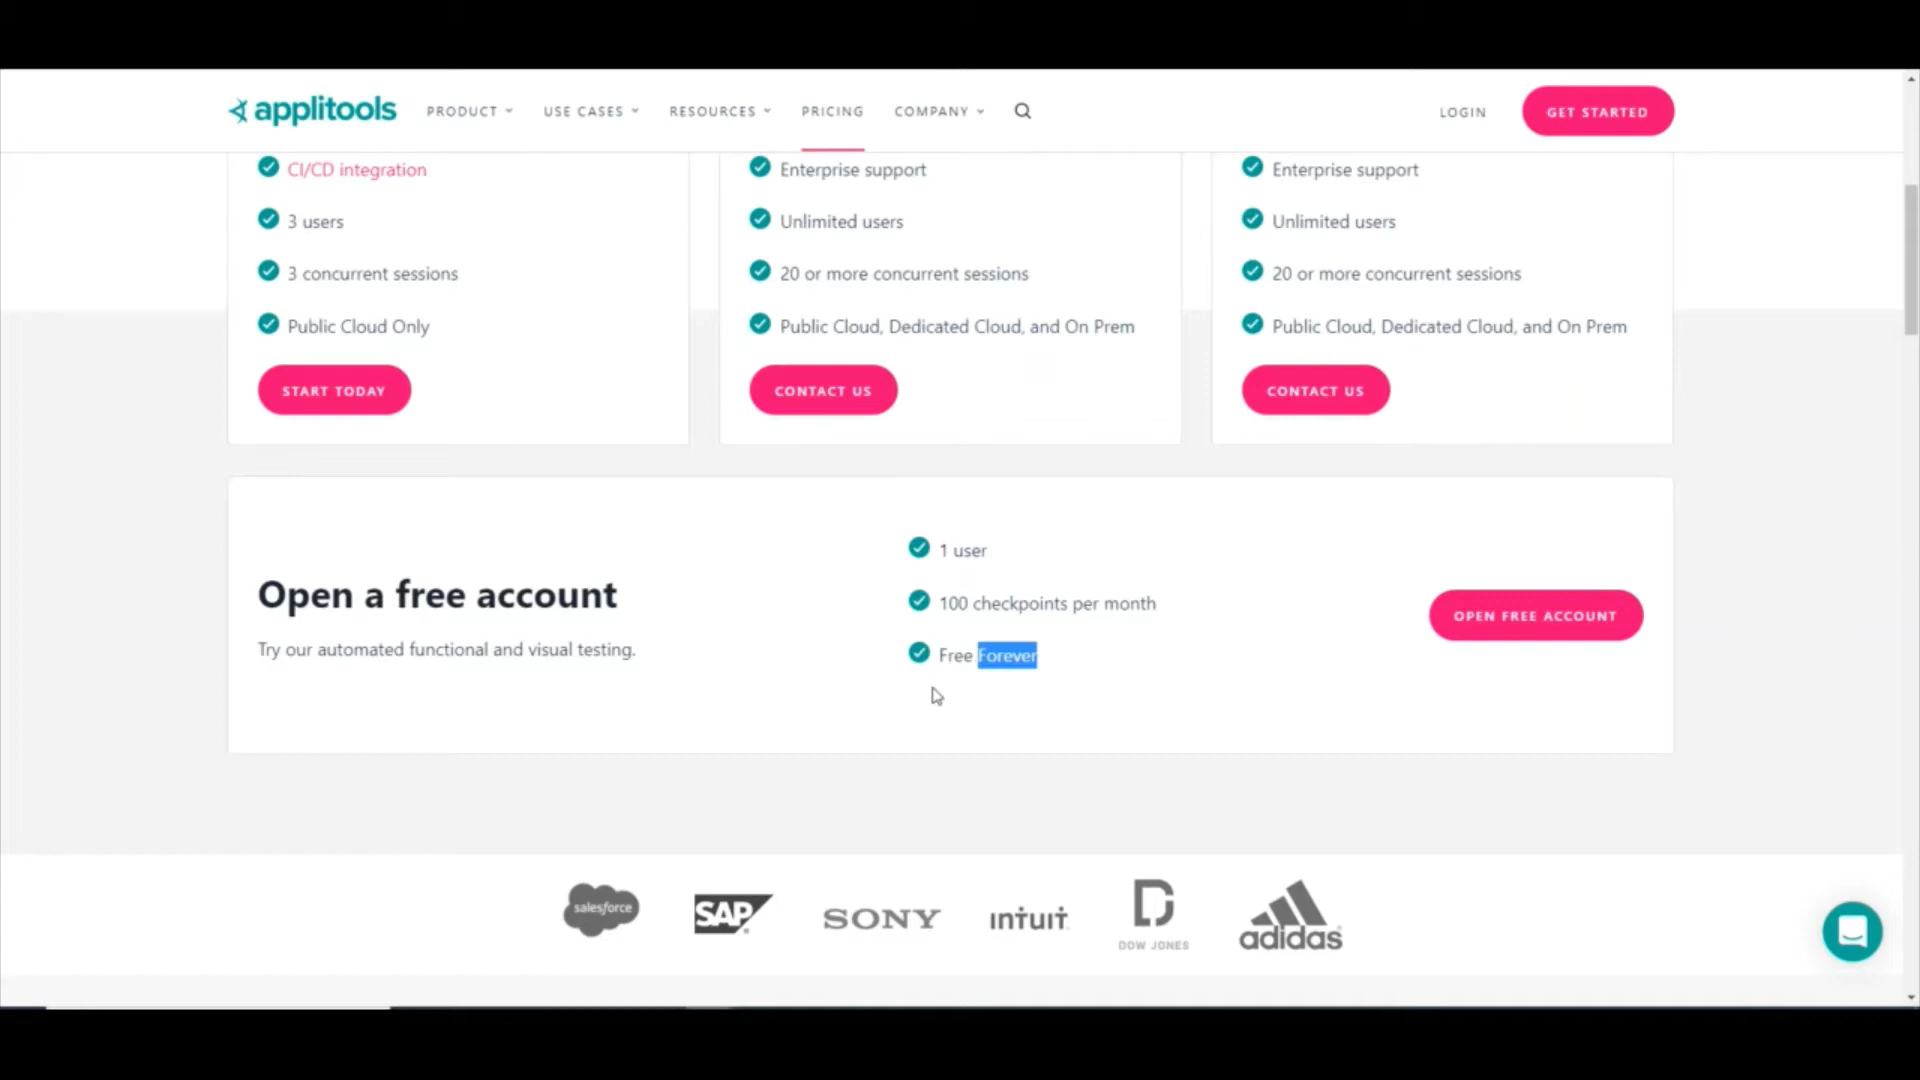 applitools PRODUCT USE CASES RESOURCES PRICING COMPANY LOGIN GET STARTED
CI/CD integration
3 users
3 concurrent sessions
Public Cloud Only
START TODAY
Enterprise support
Unlimited users
20 or more concurrent sessions
Public Cloud, Dedicated Cloud, and On Prem
CONTACT US
Enterprise support
Unlimited users
20 or more concurrent sessions
Public Cloud, Dedicated Cloud, and On Prem
CONTACT US
Open a free account
Try our automated functional and visual testing.
1 user
100 checkpoints per month
Free Forever
OPEN FREE ACCOUNT
salesforce SAP SONY intuit DOW JONES adidas